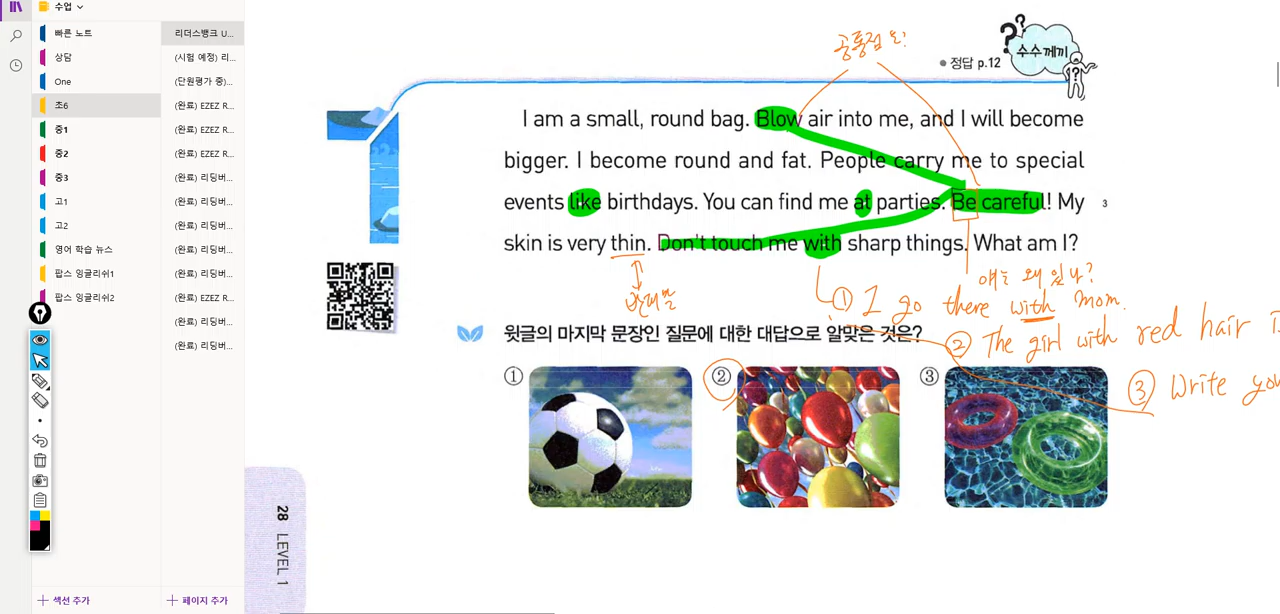 수업
빠른 노트
상담
One
초6
중1
중2
중3
고1
고2
영어 학습 뉴스
팝스 잉글리쉬1
팝스 잉글리쉬2
섹션 추가
리더스뱅크 U...
(시험 예정) 리...
(단원평가 중)...
(완료) EZEZ R...
(완료) EZEZ R...
(완료) EZEZ R...
(완료) 리딩버...
(완료) 리딩버...
(완료) 리딩버...
(완료) 리딩버...
(완료) 리딩버...
(완료) EZEZ R...
(완료) 리딩버...
(완료) 리딩버...
페이지 추가
공통점은?
정답 p.12
수수께끼
I am a small, round bag. Blow air into me, and I will become
bigger. I become round and fat. People carry me to special
events like birthdays. You can find me at parties. Be careful! My
3
skin is very thin. Don't touch me with sharp things. What am I?
반대말
얘는 왜 있나?
① I go there with mom.
② The girl with red hair
③ Write
윗글의 마지막 문장인 질문에 대한 대답으로 알맞은 것은?
①
②
③
28 LEVEL 1